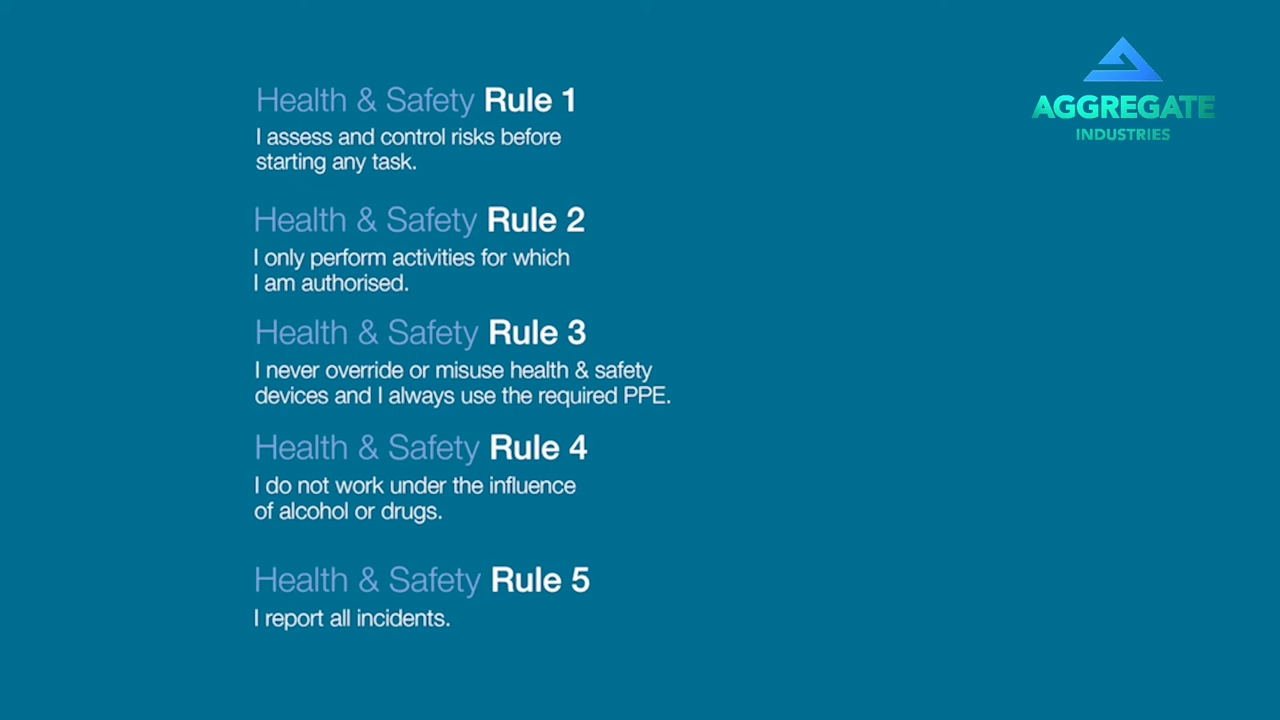 AGGREGATE
INDUSTRIES
Health & Safety Rule 1
I assess and control risks before
starting any task.
Health & Safety Rule 2
I only perform activities for which
I am authorised.
Health & Safety Rule 3
I never override or misuse health & safety
devices and I always use the required PPE.
Health & Safety Rule 4
I do not work under the influence
of alcohol or drugs.
Health & Safety Rule 5
I report all incidents.